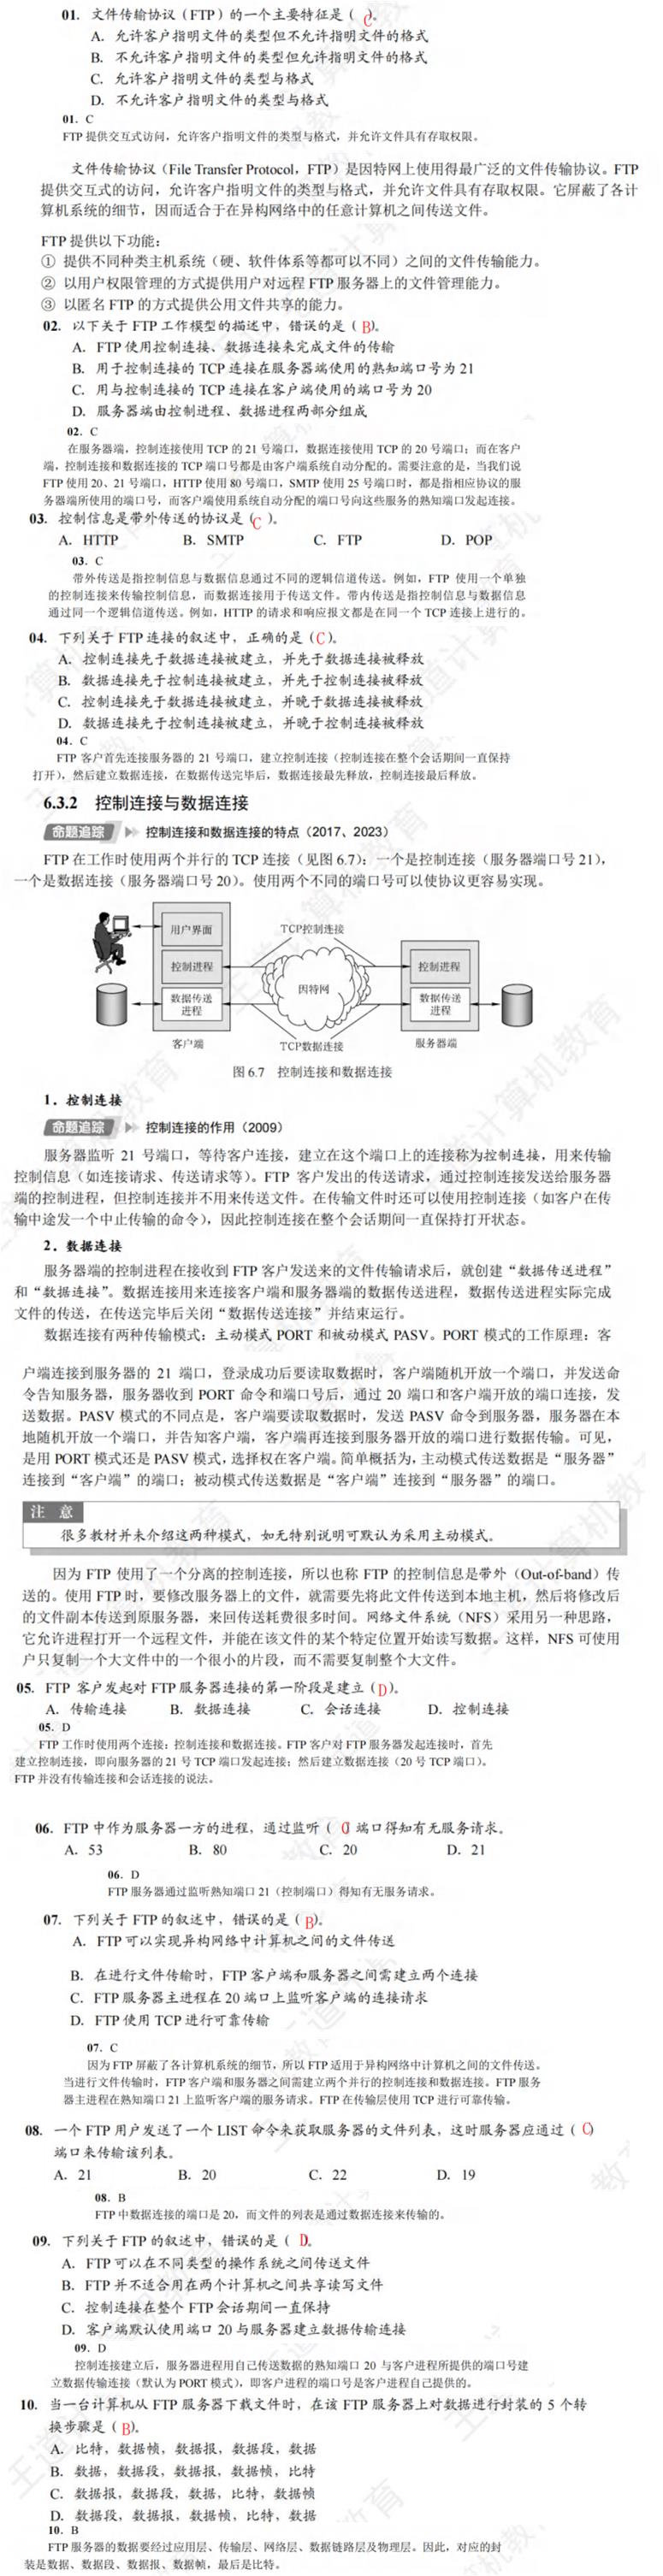 01. 文件传输协议（FTP）的一个主要特征是（ C）。
A. 允许客户指明文件的类型但不允许指明文件的格式
B. 不允许客户指明文件的类型但允许指明文件的格式
C. 允许客户指明文件的类型与格式
D. 不允许客户指明文件的类型与格式
01. C
FTP 提供交互式访问，允许客户指明文件的类型与格式，并允许文件具有存取权限。
文件传输协议（File Transfer Protocol，FTP）是因特网上使用得最广泛的文件传输协议。FTP
提供交互式的访问，允许客户指明文件的类型与格式，并允许文件具有存取权限。它屏蔽了各计
算机系统的细节，因而适合于在异构网络中的任意计算机之间传送文件。
FTP 提供以下功能：
① 提供不同种类主机系统（硬、软件体系等都可以不同）之间的文件传输能力。
② 以用户权限管理的方式提供用户对远程 FTP 服务器上的文件管理能力。
③ 以匿名 FTP 的方式提供公用文件共享的能力。
02. 以下关于 FTP 工作模型的描述中，错误的是（ B）。
A. FTP 使用控制连接、数据连接来完成文件的传输
B. 用于控制连接的 TCP 连接在服务器端使用的熟知端口号为 21
C. 用与控制连接的 TCP 连接在客户端使用的端口号为 20
D. 服务器端由控制进程、数据进程两部分组成
02. C
在服务器端，控制连接使用 TCP 的 21 号端口，数据连接使用 TCP 的 20 号端口；而在客户
端，控制连接和数据连接的 TCP 端口号都是由客户端系统自动分配的。需要注意的是，当我们说
FTP 使用 20、21 号端口，HTTP 使用 80 号端口，SMTP 使用 25 号端口时，都是指相应协议的服
务器端所使用的端口号，而客户端使用系统自动分配的端口号向这些服务的熟知端口发起连接。
03. 控制信息是带外传送的协议是（C ）。
A. HTTP B. SMTP C. FTP D. POP
03. C
带外传送是指控制信息与数据信息通过不同的逻辑信道传送。例如，FTP 使用一个单独
的控制连接来传输控制信息，而数据连接用于传送文件。带内传送是指控制信息与数据信息
通过同一个逻辑信道传送。例如，HTTP 的请求和响应报文都是在同一个 TCP 连接上进行的。
04. 下列关于 FTP 连接的叙述中，正确的是（C）。
A. 控制连接先于数据连接被建立，并先于数据连接被释放
B. 数据连接先于控制连接被建立，并先于控制连接被释放
C. 控制连接先于数据连接被建立，并晚于数据连接被释放
D. 数据连接先于控制连接被建立，并晚于控制连接被释放
04. C
FTP 客户首先连接服务器的 21 号端口，建立控制连接（控制连接在整个会话期间一直保持
打开），然后建立数据连接，在数据传送完毕后，数据连接最先释放，控制连接最后释放。
6.3.2 控制连接与数据连接
命题追踪 控制连接和数据连接的特点（2017、2023）
FTP 在工作时使用两个并行的 TCP 连接（见图 6.7）：一个是控制连接（服务器端口号 21），
一个是数据连接（服务器端口号 20）。使用两个不同的端口号可以使协议更容易实现。
用户界面
TCP控制连接
控制进程
控制进程
因特网
数据传送
进程
数据传送
进程
客户端
TCP数据连接
服务器端
图 6.7 控制连接和数据连接
1. 控制连接
命题追踪 控制连接的作用（2009）
服务器监听 21 号端口，等待客户连接，建立在这个端口上的连接称为控制连接，用来传输
控制信息（如连接请求、传送请求等）。FTP 客户发出的传送请求，通过控制连接发送给服务器
端的控制进程，但控制连接并不用来传送文件。在传输文件时还可以使用控制连接（如客户在传
输中途发一个中止传输的命令），因此控制连接在整个会话期间一直保持打开状态。
2. 数据连接
服务器端的控制进程在接收到 FTP 客户发送来的文件传输请求后，就创建“数据传送进程”
和“数据连接”。数据连接用来连接客户端和服务器端的数据传送进程，数据传送进程实际完成
文件的传送，在传送完毕后关闭“数据传送连接”并结束运行。
数据连接有两种传输模式：主动模式 PORT 和被动模式 PASV。PORT 模式的工作原理：客
户端连接到服务器的 21 端口，登录成功后要读取数据时，客户端随机开放一个端口，并发送命
令告知服务器，服务器收到 PORT 命令和端口号后，通过 20 端口和客户端开放的端口连接，发
送数据。PASV 模式的不同点是，客户端要读取数据时，发送 PASV 命令到服务器，服务器在本
地随机开放一个端口，并告知客户端，客户端再连接到服务器开放的端口进行数据传输。可见，
是用 PORT 模式还是 PASV 模式，选择权在客户端。简单概括为，主动模式传送数据是“服务器”
连接到“客户端”的端口；被动模式传送数据是“客户端”连接到“服务器”的端口。
注 意
很多教材并未介绍这两种模式，如无特别说明可默认为采用主动模式。
因为 FTP 使用了一个分离的控制连接，所以也称 FTP 的控制信息是带外（Out-of-band）传
送的。使用 FTP 时，要修改服务器上的文件，就需要先将此文件传送到本地主机，然后将修改后
的文件副本传送到原服务器，来回传送耗费很多时间。网络文件系统（NFS）采用另一种思路，
它允许进程打开一个远程文件，并能在该文件的某个特定位置开始读写数据。这样，NFS 可使用
户只复制一个大文件中的一个很小的片段，而不需要复制整个大文件。
05. FTP 客户发起对 FTP 服务器连接的第一阶段是建立（D）。
A. 传输连接 B. 数据连接 C. 会话连接 D. 控制连接
05. D
FTP 工作时使用两个连接：控制连接和数据连接。FTP 客户对 FTP 服务器发起连接时，首先
建立控制连接，即向服务器的 21 号 TCP 端口发起连接；然后建立数据连接（20 号 TCP 端口）。
FTP 并没有传输连接和会话连接的说法。
06. FTP 中作为服务器一方的进程，通过监听（ C）端口得知有无服务请求。
A. 53 B. 80 C. 20 D. 21
06. D
FTP 服务器通过监听熟知端口 21（控制端口）得知有无服务请求。
07. 下列关于 FTP 的叙述中，错误的是（ B）。
A. FTP 可以实现异构网络中计算机之间的文件传送
B. 在进行文件传输时，FTP 客户端和服务器之间需建立两个连接
C. FTP 服务器主进程在 20 端口上监听客户端的连接请求
D. FTP 使用 TCP 进行可靠传输
07. C
因为 FTP 屏蔽了各计算机系统的细节，所以 FTP 适用于异构网络中计算机之间的文件传送。
当进行文件传输时，FTP 客户端和服务器之间需建立两个并行的控制连接和数据连接。FTP 服务
器主进程在熟知端口 21 上监听客户端的服务请求。FTP 在传输层使用 TCP 进行可靠传输。
08. 一个 FTP 用户发送了一个 LIST 命令来获取服务器的文件列表，这时服务器应通过（ C）
端口来传输该列表。
A. 21 B. 20 C. 22 D. 19
08. B
FTP 中数据连接的端口是 20，而文件的列表是通过数据连接来传输的。
09. 下列关于 FTP 的叙述中，错误的是（ D）。
A. FTP 可以在不同类型的操作系统之间传送文件
B. FTP 并不适合用在两个计算机之间共享读写文件
C. 控制连接在整个 FTP 会话期间一直保持
D. 客户端默认使用端口 20 与服务器建立数据传输连接
09. D
控制连接建立后，服务器进程用自己传送数据的熟知端口 20 与客户进程所提供的端口号建
立数据传输连接（默认为 PORT 模式），即客户进程的端口号是客户进程自己提供的。
10. 当一台计算机从 FTP 服务器下载文件时，在该 FTP 服务器上对数据进行封装的 5 个转
换步骤是（ B）。
A. 比特，数据帧，数据报，数据段，数据
B. 数据，数据段，数据报，数据帧，比特
C. 数据报，数据段，数据，比特，数据帧
D. 数据段，数据报，数据帧，比特，数据
10. B
FTP 服务器的数据要经过应用层、传输层、网络层、数据链路层及物理层。因此，对应的封
装是数据、数据段、数据报、数据帧，最后是比特。